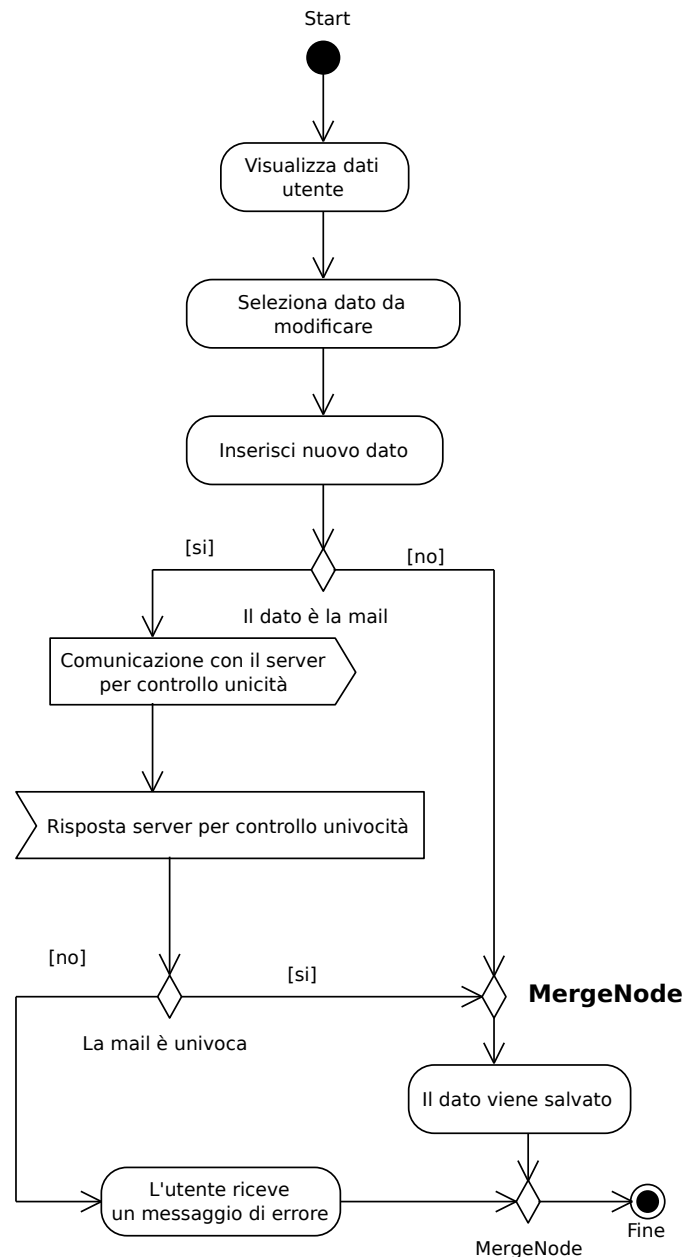 Start
Visualizza dati
utente
Seleziona dato da
modificare
Inserisci nuovo dato
[si]
[no]
Il dato è la mail
Comunicazione con il server
per controllo unicità
Risposta server per controllo univocità
[no]
[si]
MergeNode
La mail è univoca
Il dato viene salvato
L'utente riceve
un messaggio di errore
Fine
MergeNode